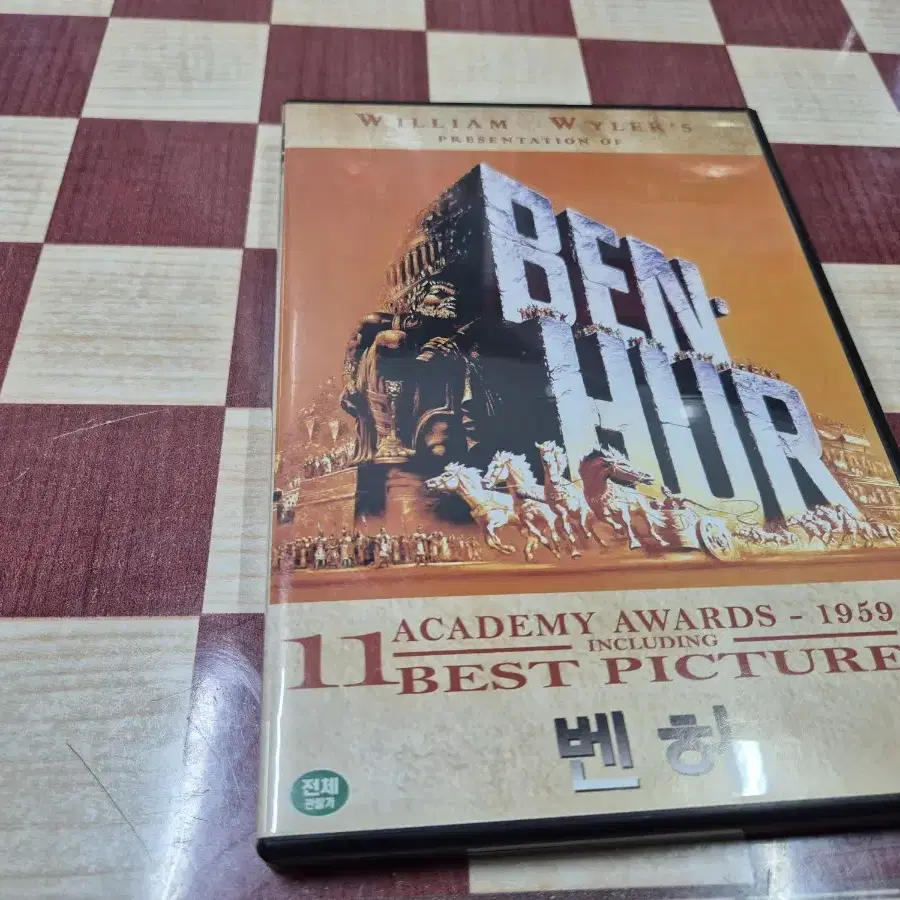 WILLIAM WYLER'S
PRESENTATION OF
BEN-
HUR
11 ACADEMY AWARDS - 1959
INCLUDING
BEST PICTURE
벤 허
전체
관람가